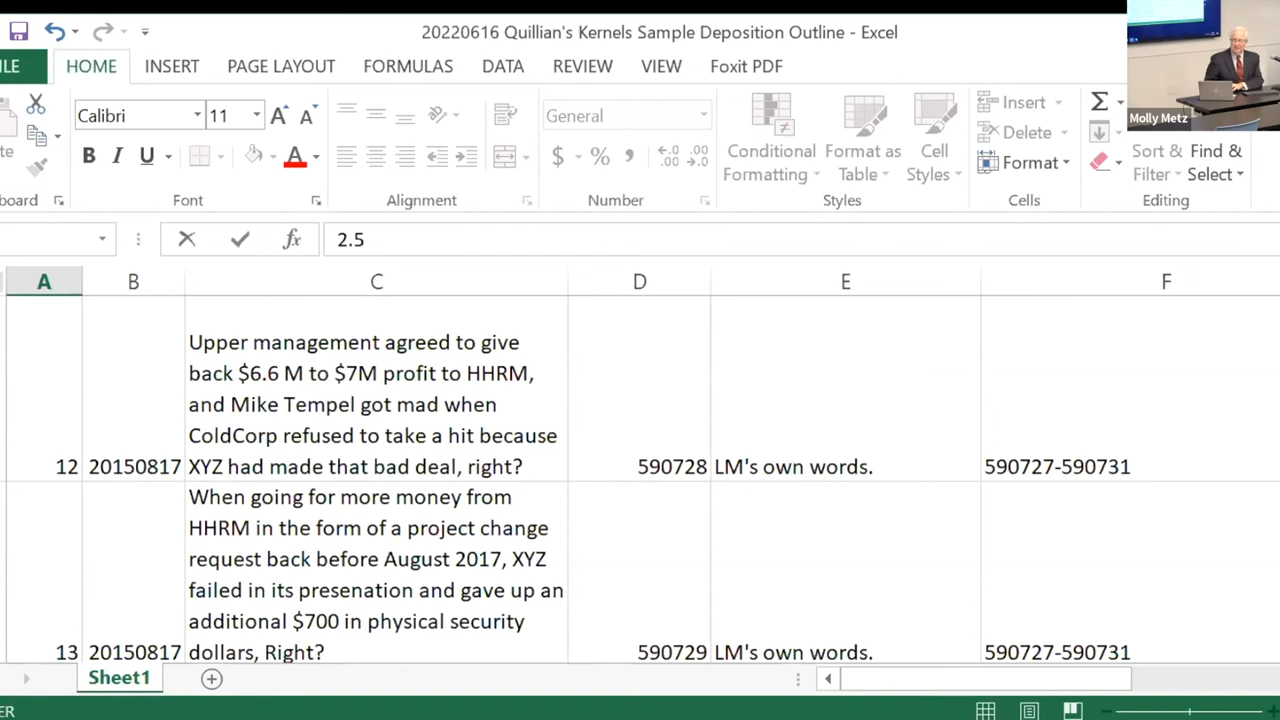 20220616 Quillian's Kernels Sample Deposition Outline - Excel
HOME INSERT PAGE LAYOUT FORMULAS DATA REVIEW VIEW Foxit PDF
Calibri 11 General
Insert
Delete
Format
Conditional Formatting
Format as Table
Cell Styles
Sort & Filter
Find & Select
Font Alignment Number Styles Cells Editing
Molly Metz
2.5
A B C D E F
Upper management agreed to give
back $6.6 M to $7M profit to HHRM,
and Mike Tempel got mad when
ColdCorp refused to take a hit because
12 20150817 XYZ had made that bad deal, right? 590728 LM's own words. 590727-590731
When going for more money from
HHRM in the form of a project change
request back before August 2017, XYZ
failed in its presenation and gave up an
additional $700 in physical security
13 20150817 dollars, Right? 590729 LM's own words. 590727-590731
Sheet1